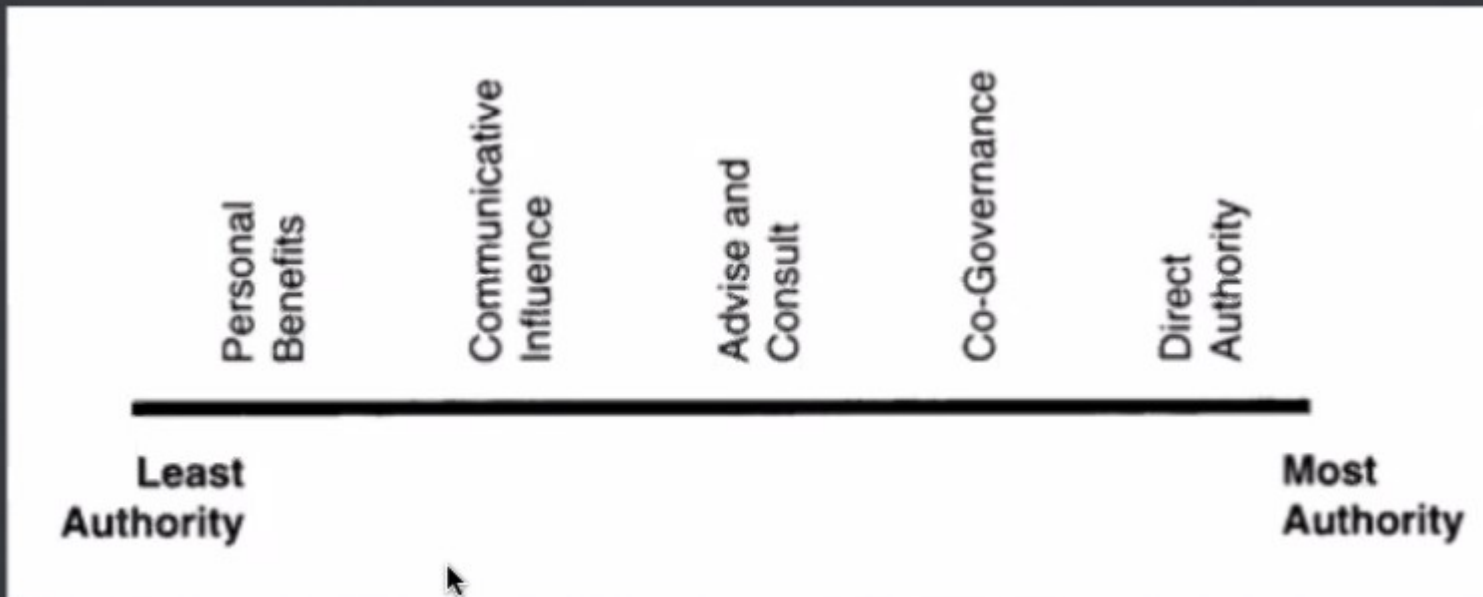 Personal
Benefits
Communicative
Influence
Advise and
Consult
Co-Governance
Direct
Authority
Least
Authority
Most
Authority